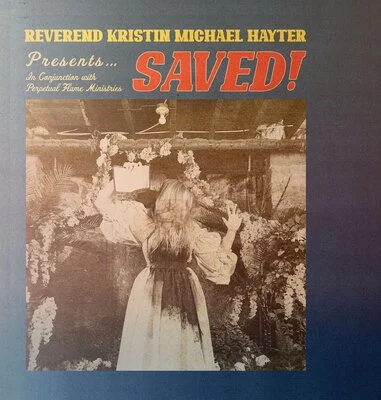 REVEREND KRISTIN MICHAEL HAYTER
Presents...
In Conjunction with
Perpetual Flame Ministries
SAVED!